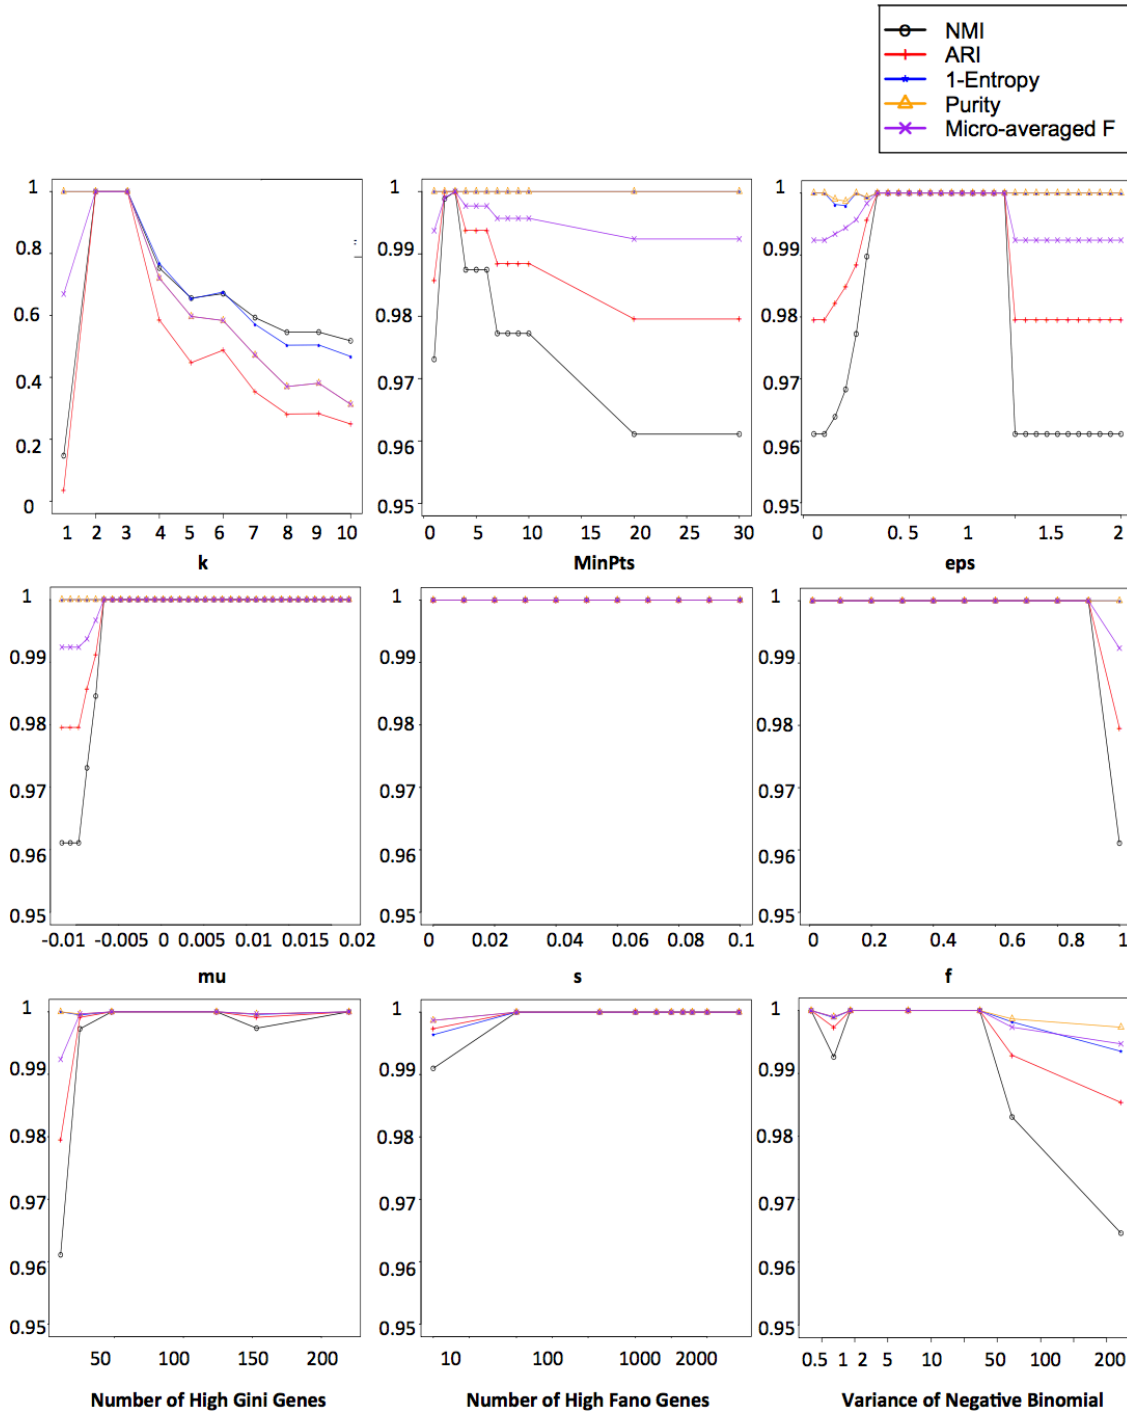 NMI
ARI
1-Entropy
Purity
Micro-averaged F
1
0.8
0.6
0.4
0.2
0
1 2 3 4 5 6 7 8 9 10
k
1
0.99
0.98
0.97
0.96
0.95
0 5 10 15 20 25 30
MinPts
1
0.99
0.98
0.97
0.96
0.95
0 0.5 1 1.5 2
eps
1
0.99
0.98
0.97
0.96
0.95
-0.01 -0.005 0 0.005 0.01 0.015 0.02
mu
1
0.99
0.98
0.97
0.96
0.95
0 0.02 0.04 0.06 0.08 0.1
s
1
0.99
0.98
0.97
0.96
0.95
0 0.2 0.4 0.6 0.8 1
f
1
0.99
0.98
0.97
0.96
0.95
50 100 150 200
Number of High Gini Genes
1
0.99
0.98
0.97
0.96
0.95
10 100 1000 2000
Number of High Fano Genes
1
0.99
0.98
0.97
0.96
0.95
0.5 1 2 5 10 50 100 200
Variance of Negative Binomial